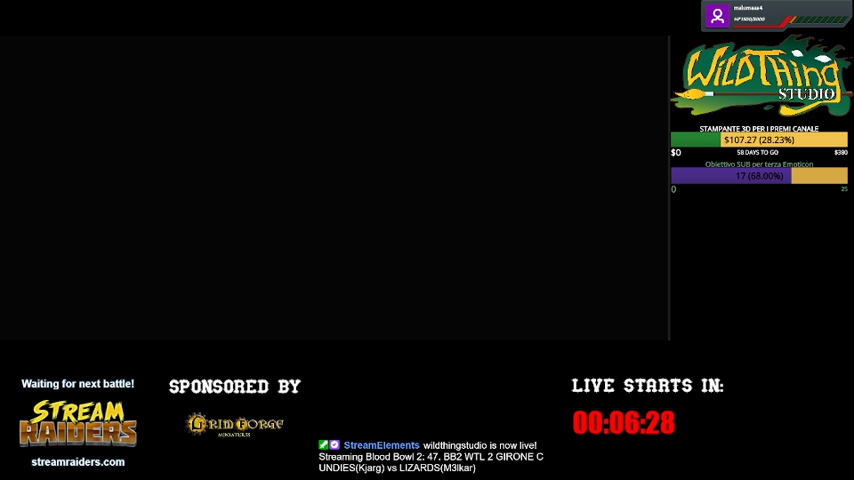 malumaaa4
WILDTHING
STUDIO
STAMPANTE 3D PER I PREMI CANALE
$107.27 (28.23%)
$0 58 DAYS TO GO $380
Obiettivo SUB per terza Emoticon
17 (68.00%)
0 25
Waiting for next battle!
STREAM
RAIDERS
streamraiders.com
SPONSORED BY
GRIM FORGE
MINIATURES
StreamElements wildthingstudio is now live!
Streaming Blood Bowl 2: 47. BB2 WTL 2 GIRONE C
UNDIES(Kjarg) vs LIZARDS(M3lkar)
LIVE STARTS IN:
00:06:28